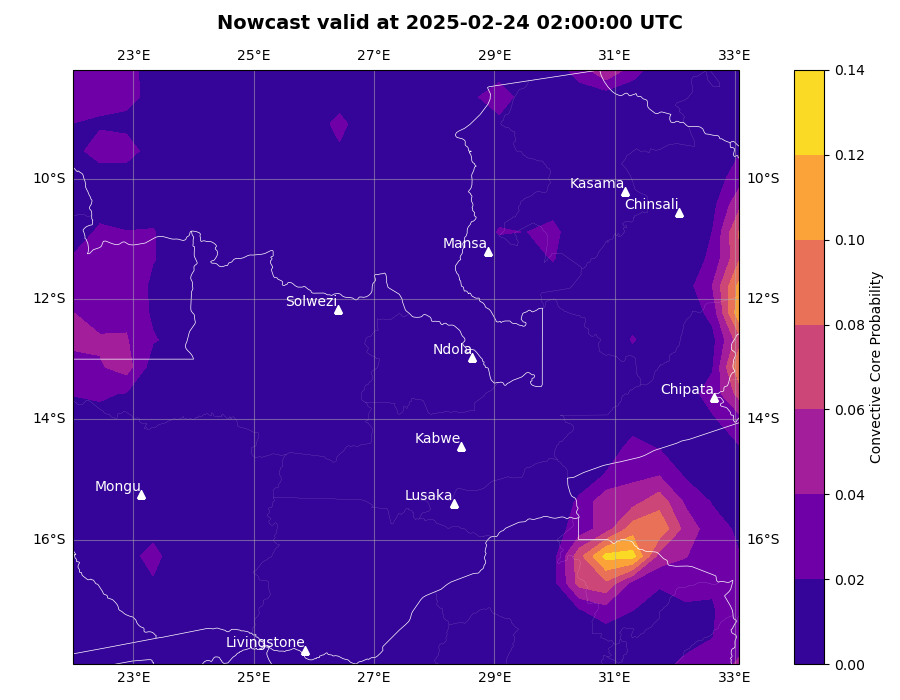 Nowcast valid at 2025-02-24 02:00:00 UTC
23°E 25°E 27°E 29°E 31°E 33°E
0.14
0.12
10°S Kasama 10°S
Chinsali
0.10
Mansa
12°S Solwezi 12°S
0.08
Ndola
Chipata
0.06
14°S 14°S
Kabwe
Mongu Lusaka
0.04
16°S 16°S
0.02
Livingstone
0.00
23°E 25°E 27°E 29°E 31°E 33°E
Convective Core Probability